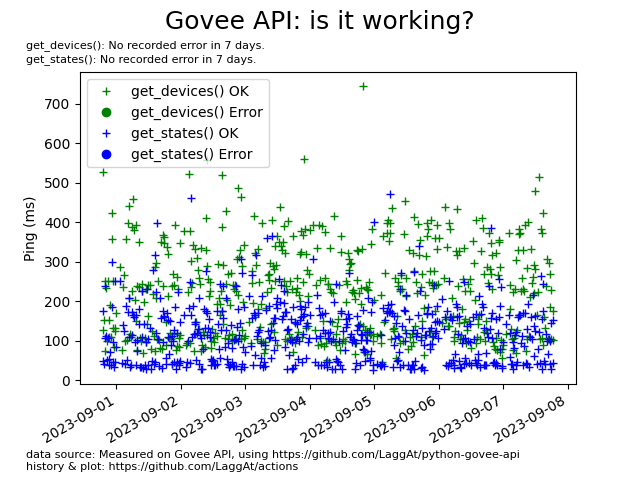 Govee API: is it working?
get_devices(): No recorded error in 7 days.
get_states(): No recorded error in 7 days.
get_devices() OK
get_devices() Error
get_states() OK
get_states() Error
Ping (ms)
700
600
500
400
300
200
100
0
2023-09-01
2023-09-02
2023-09-03
2023-09-04
2023-09-05
2023-09-06
2023-09-07
2023-09-08
data source: Measured on Govee API, using https://github.com/LaggAt/python-govee-api
history & plot: https://github.com/LaggAt/actions